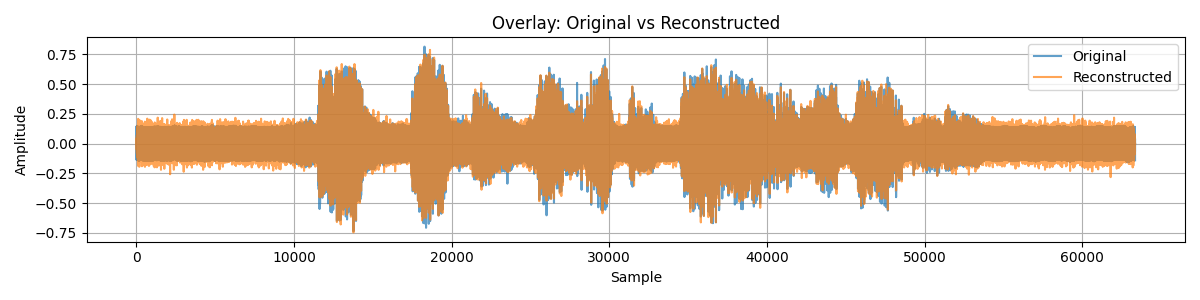 Overlay: Original vs Reconstructed
Original
Reconstructed
Amplitude
0.75
0.50
0.25
0.00
−0.25
−0.50
−0.75
0 10000 20000 30000 40000 50000 60000
Sample